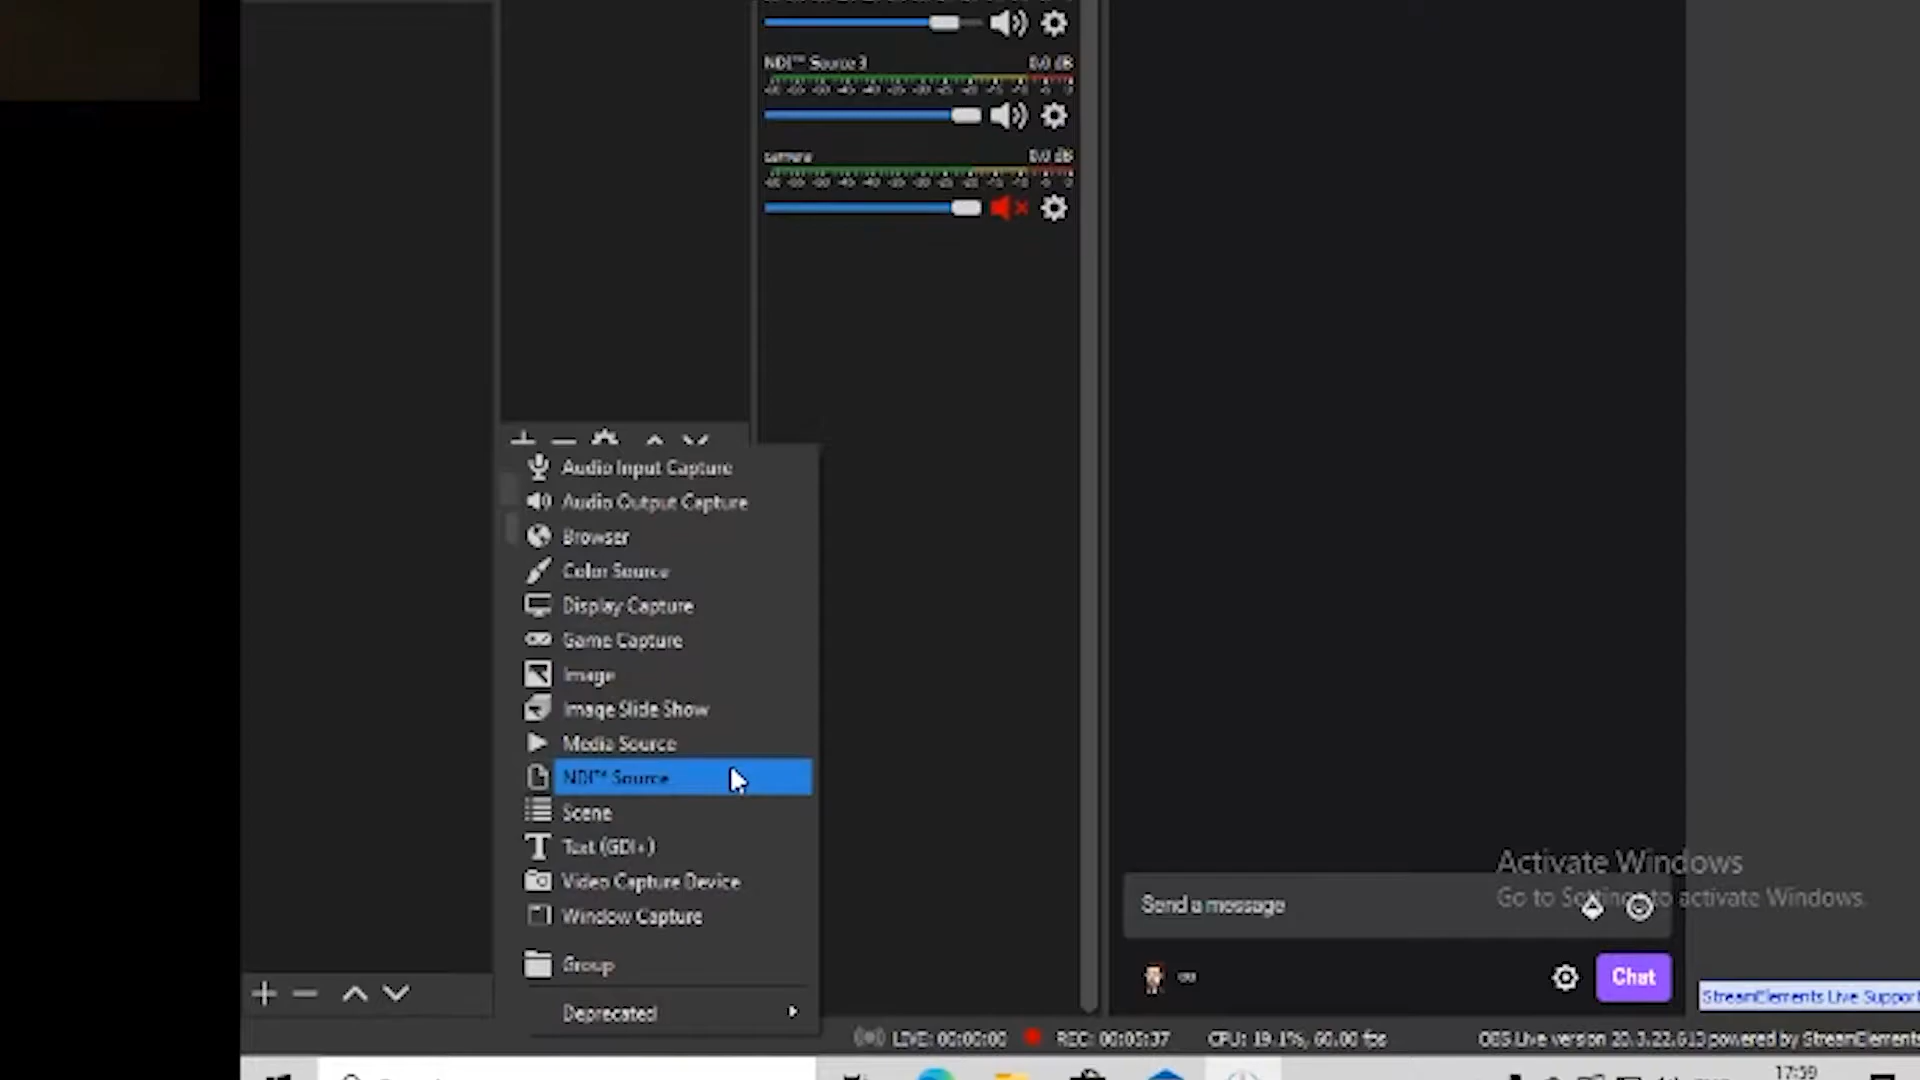 NDI™ Source 3 0.0 dB
camera 0.0 dB
Audio Input Capture
Audio Output Capture
Browser
Color Source
Display Capture
Game Capture
Image
Image Slide Show
Media Source
NDI™ Source
Scene
Text (GDI+)
Video Capture Device
Window Capture
Group
Deprecated
Activate Windows
Go to Settings to activate Windows.
Send a message
Chat
StreamElements Live Support
LIVE: 00:00:00 REC: 00:05:37 CPU: 19.1%, 60.00 fps
OBS.Live version 20.3.22.613 powered by StreamElements
17:59